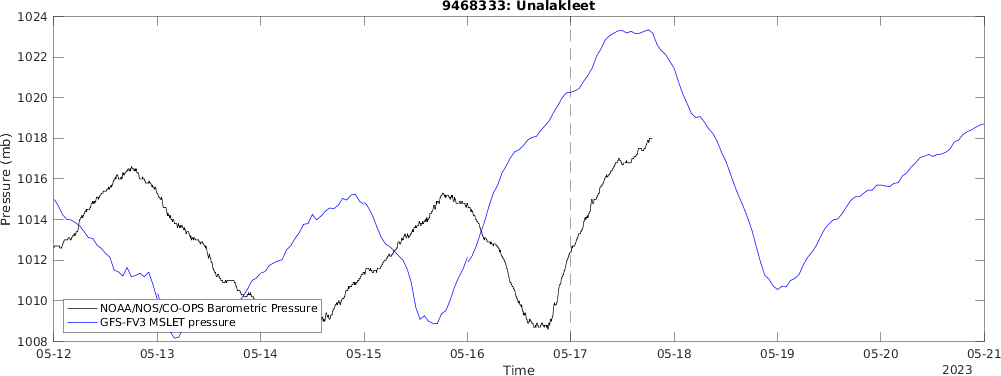 9468333: Unalakleet
1024
1022
1020
1018
1016
1014
1012
1010
1008
Pressure (mb)
NOAA/NOS/CO-OPS Barometric Pressure
GFS-FV3 MSLET pressure
05-12 05-13 05-14 05-15 05-16 05-17 05-18 05-19 05-20 05-21
Time
2023